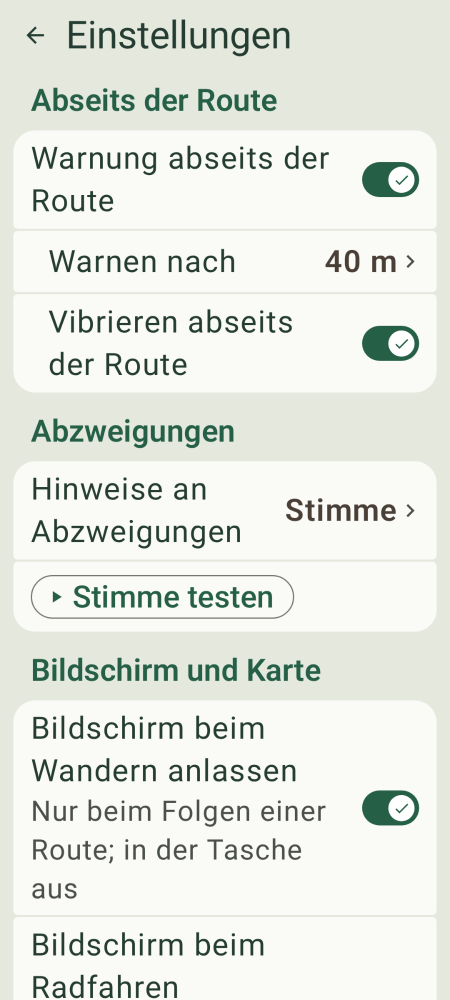 Einstellungen
Abseits der Route
Warnung abseits der
Route
Warnen nach
40 m
Vibrieren abseits
der Route
Abzweigungen
Hinweise an
Abzweigungen
Stimme
Stimme testen
Bildschirm und Karte
Bildschirm beim
Wandern anlassen
Nur beim Folgen einer
Route; in der Tasche
aus
Bildschirm beim
Radfahren